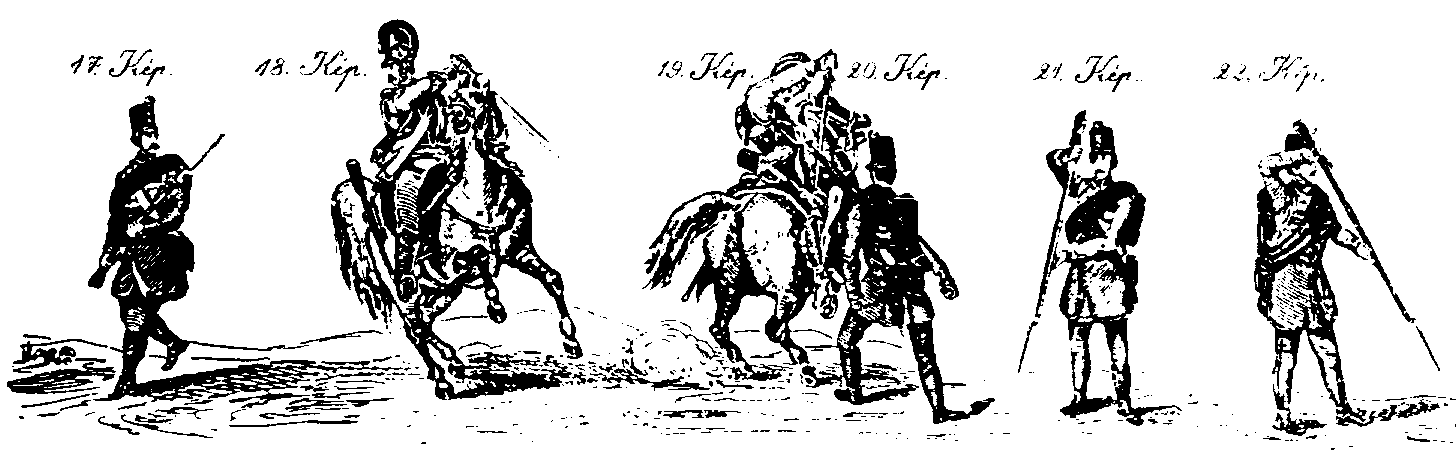 17. Kép.
18. Kép.
19. Kép.
20. Kép.
21. Kép.
22. Kép.